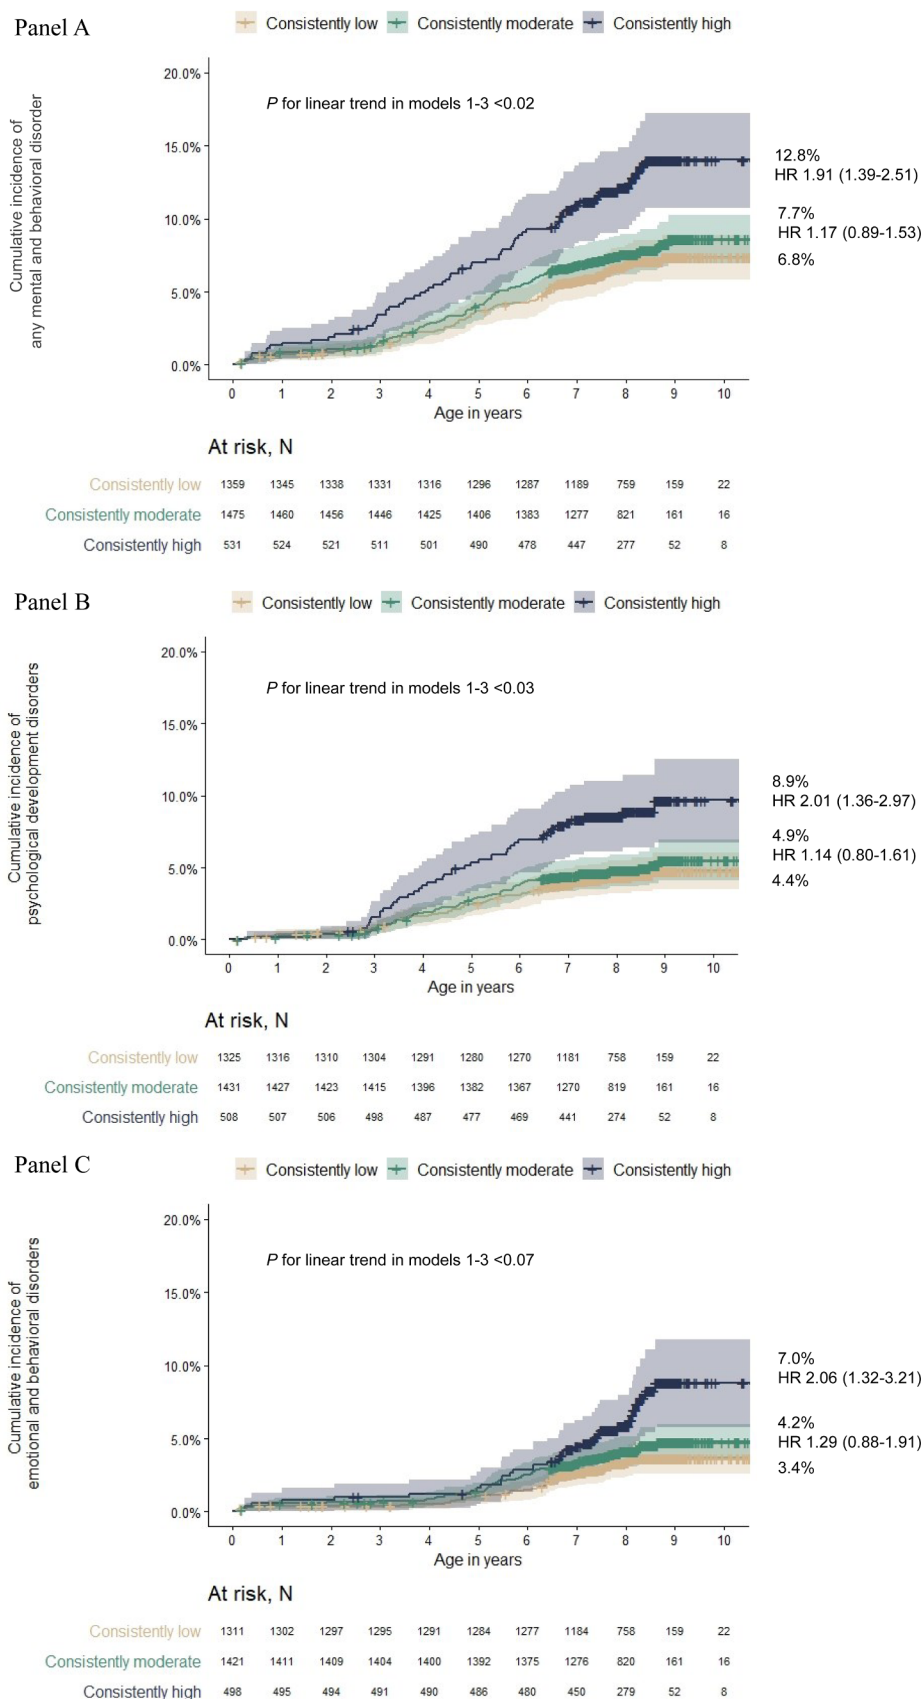 Panel A
Consistently low Consistently moderate Consistently high
Cumulative incidence of
any mental and behavioral disorder
20.0%
P for linear trend in models 1-3 <0.02
15.0%
12.8%
HR 1.91 (1.39-2.51)
10.0%
7.7%
HR 1.17 (0.89-1.53)
6.8%
5.0%
0.0%
0 1 2 3 4 5 6 7 8 9 10
Age in years
At risk, N
Consistently low 1359 1345 1338 1331 1316 1296 1287 1189 759 159 22
Consistently moderate 1475 1460 1456 1446 1425 1406 1383 1277 821 161 16
Consistently high 531 524 521 511 501 490 478 447 277 52 8
Panel B
Consistently low Consistently moderate Consistently high
Cumulative incidence of
psychological development disorders
20.0%
P for linear trend in models 1-3 <0.03
15.0%
10.0%
8.9%
HR 2.01 (1.36-2.97)
4.9%
HR 1.14 (0.80-1.61)
4.4%
5.0%
0.0%
0 1 2 3 4 5 6 7 8 9 10
Age in years
At risk, N
Consistently low 1325 1316 1310 1304 1291 1280 1270 1181 758 159 22
Consistently moderate 1431 1427 1423 1415 1396 1382 1367 1270 819 161 16
Consistently high 508 507 506 498 487 477 469 441 274 52 8
Panel C
Consistently low Consistently moderate Consistently high
Cumulative incidence of
emotional and behavioral disorders
20.0%
P for linear trend in models 1-3 <0.07
15.0%
10.0%
7.0%
HR 2.06 (1.32-3.21)
4.2%
HR 1.29 (0.88-1.91)
3.4%
5.0%
0.0%
0 1 2 3 4 5 6 7 8 9 10
Age in years
At risk, N
Consistently low 1311 1302 1297 1295 1291 1284 1277 1184 758 159 22
Consistently moderate 1421 1411 1409 1404 1400 1392 1375 1276 820 161 16
Consistently high 498 495 494 491 490 486 480 450 279 52 8